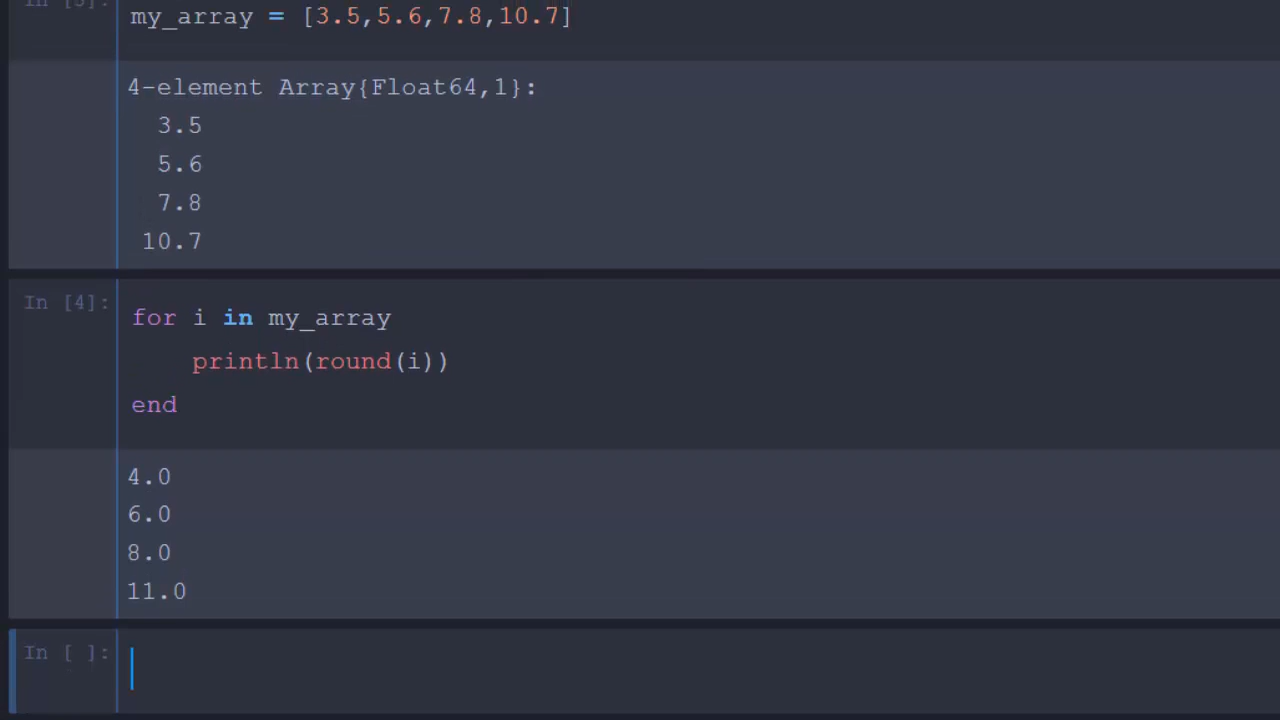 In [3]:
my_array = [3.5,5.6,7.8,10.7]
4-element Array{Float64,1}:
3.5
5.6
7.8
10.7
In [4]:
for i in my_array
    println(round(i))
end
4.0
6.0
8.0
11.0
In [ ]: